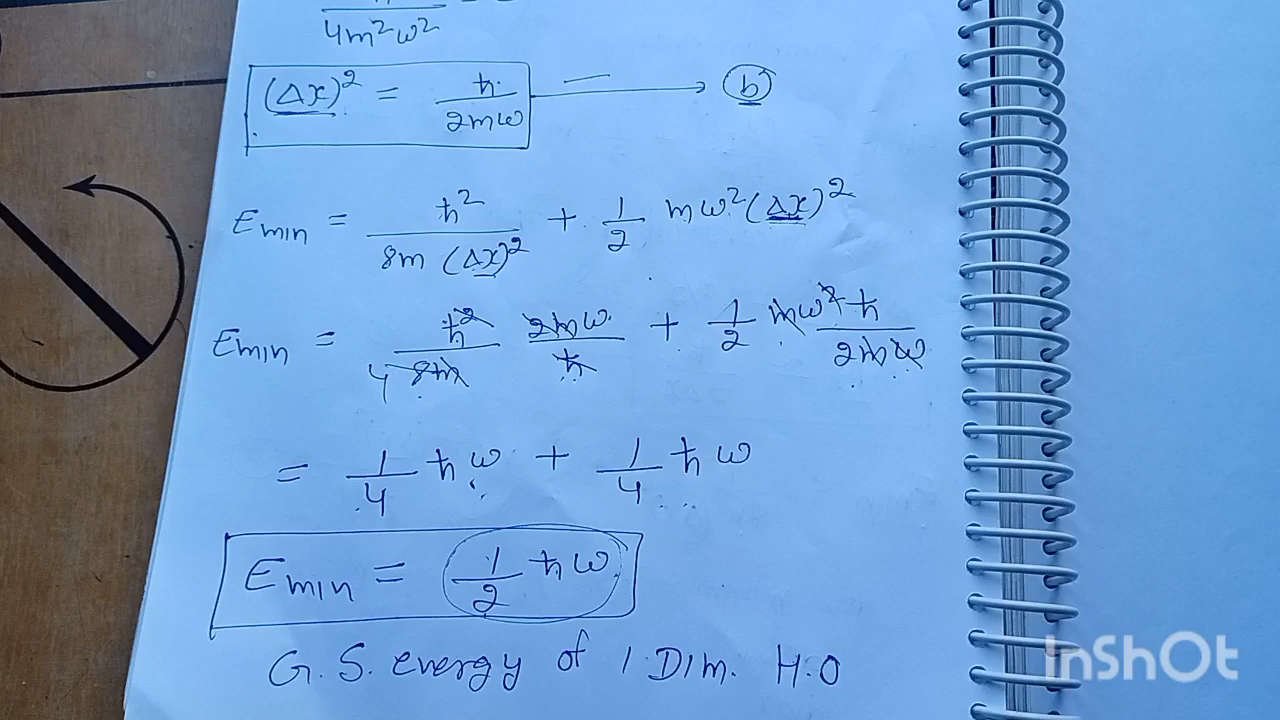 4m²ω²
(Δx)² = ħ/2mω → (b)
Emin = ħ²/8m (Δx)² + 1/2 mω²(Δx)²
Emin = ħ²/8m 4 2mω/ħ + 1/2 mω²ħ/2mω
= 1/4 ħω + 1/4 ħω
Emin = 1/2 ħω
G.S. energy of 1 Dim. H.O
InShOt